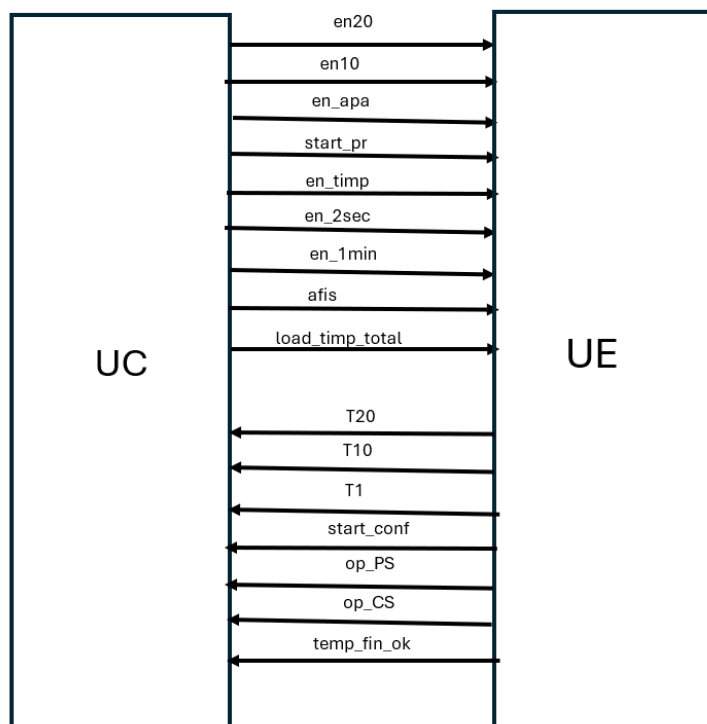 en20
en10
en_apa
start_pr
en_timp
en_2sec
en_1min
afis
load_timp_total
UC
UE
T20
T10
T1
start_conf
op_PS
op_CS
temp_fin_ok